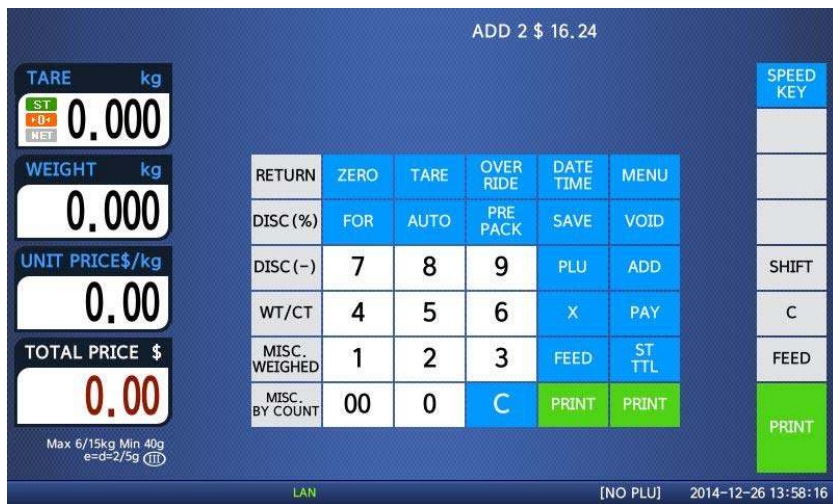 ADD 2 $ 16.24
TARE kg
ST
0
NET
0.000
WEIGHT kg
0.000
UNIT PRICE$/kg
0.00
TOTAL PRICE $
0.00
Max 6/15kg Min 40g
e=d=2/5g III
RETURN ZERO TARE OVER RIDE DATE TIME MENU
DISC(%) FOR AUTO PRE PACK SAVE VOID
DISC(-) 7 8 9 PLU ADD
WT/CT 4 5 6 X PAY
MISC. WEIGHED 1 2 3 FEED ST TTL
MISC. BY COUNT 00 0 C PRINT PRINT
SPEED
KEY
SHIFT
C
FEED
PRINT
LAN [NO PLU] 2014-12-26 13:58:16